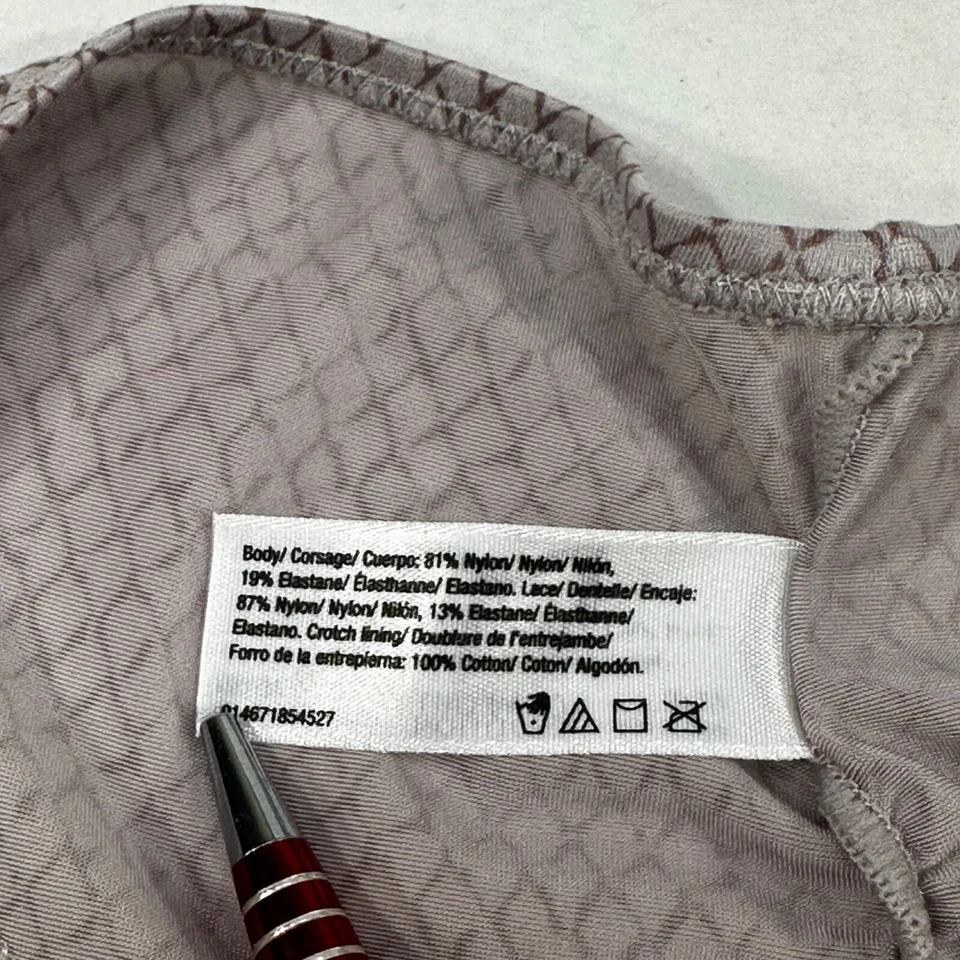 Body/ Corsage/ Cuerpo: 81% Nylon/ Nylon/ Nilón,
19% Elastane/ Élasthanne/ Elastano. Lace/ Dentelle/ Encaje:
87% Nylon/ Nylon/ Nilón, 13% Elastane/ Élasthanne/
Elastano. Crotch lining/ Doublure de l'entrejambe/
Forro de la entrepierna: 100% Cotton/ Coton/ Algodón.
014671854527